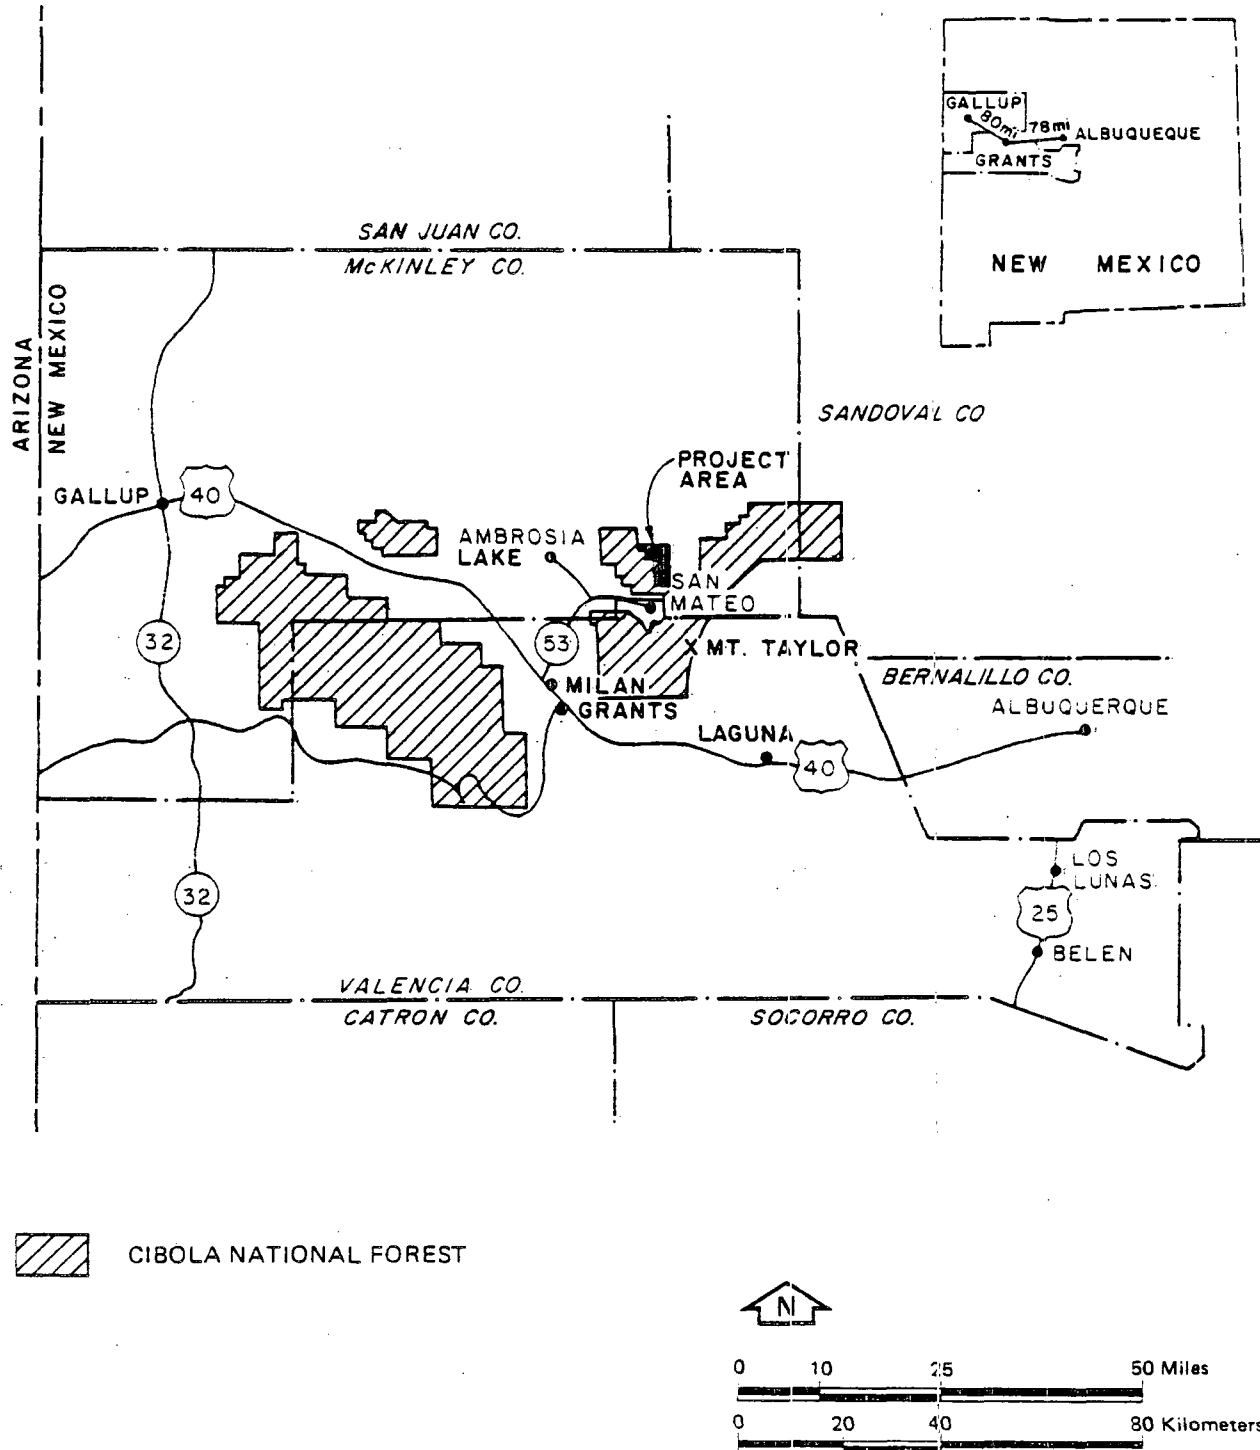 GALLUP
80mi
78mi
ALBUQUEQUE
GRANTS
NEW MEXICO
SAN JUAN CO.
McKINLEY CO.
ARIZONA
NEW MEXICO
SANDOVAL CO
PROJECT
AREA
GALLUP
40
AMBROSIA
LAKE
SAN
MATEO
32
53
X MT. TAYLOR
BERNALILLO CO.
MILAN
GRANTS
ALBUQUERQUE
LAGUNA
40
LOS
LUNAS
32
25
BELEN
VALENCIA CO.
CATRON CO.
SOCORRO CO.
CIBOLA NATIONAL FOREST
N
0 10 25 50 Miles
0 20 40 80 Kilometers